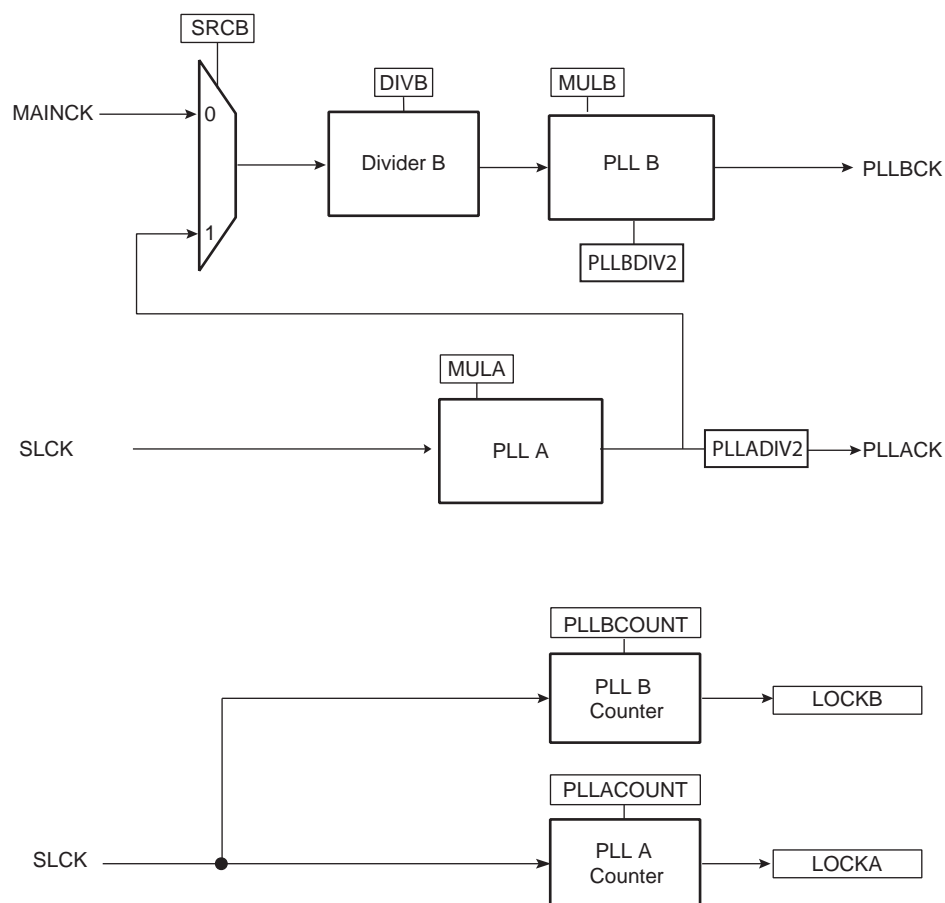 SRCB
DIVB
MULB
MAINCK
0
Divider B
PLL B
PLLBCK
1
PLLBDIV2
MULA
SLCK
PLL A
PLLADIV2
PLLACK
PLLBCOUNT
PLL B
Counter
LOCKB
PLLACOUNT
SLCK
PLL A
Counter
LOCKA